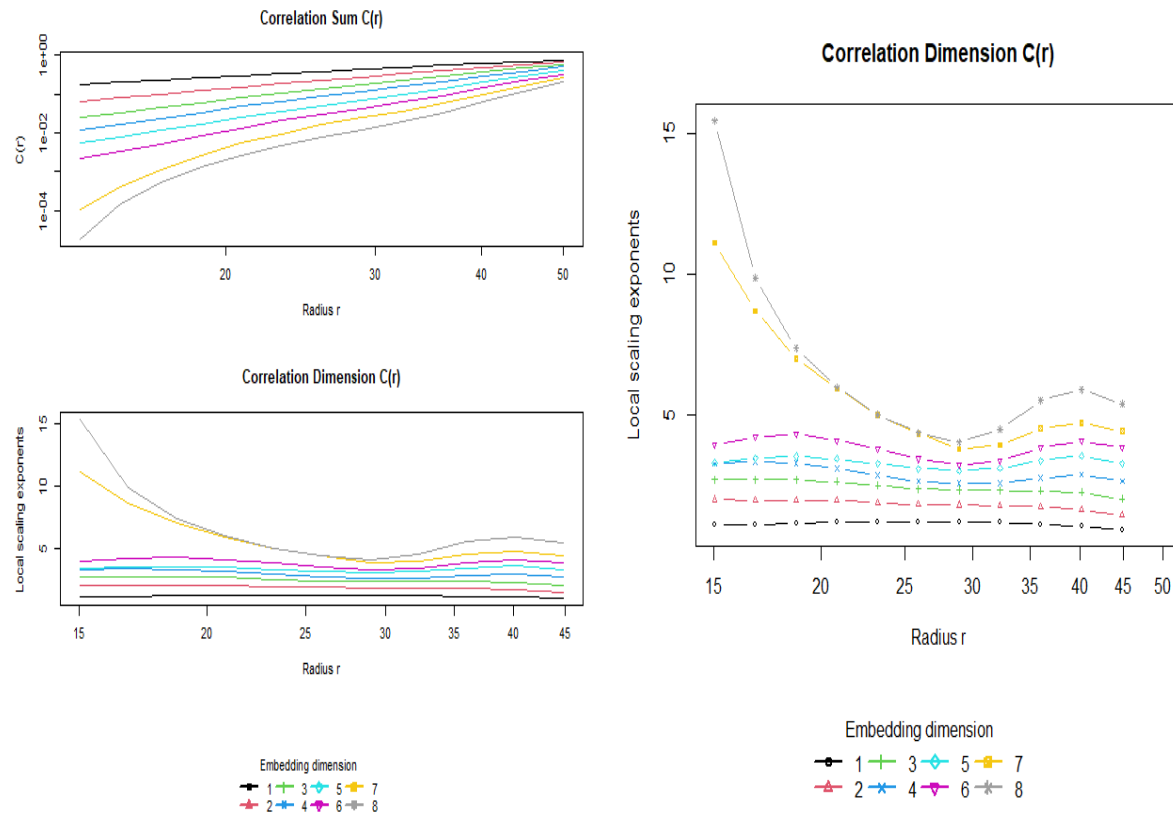 Correlation Sum C(r)
C(r)
1e+00
1e-02
1e-04
20 30 40 50
Radius r
Correlation Dimension C(r)
Local scaling exponents
15
10
5
15 20 25 30 35 40 45
Radius r
Embedding dimension
1 3 5 7
2 4 6 8
Correlation Dimension C(r)
Local scaling exponents
15
10
5
15 20 25 30 35 40 45 50
Radius r
Embedding dimension
1 3 5 7
2 4 6 8